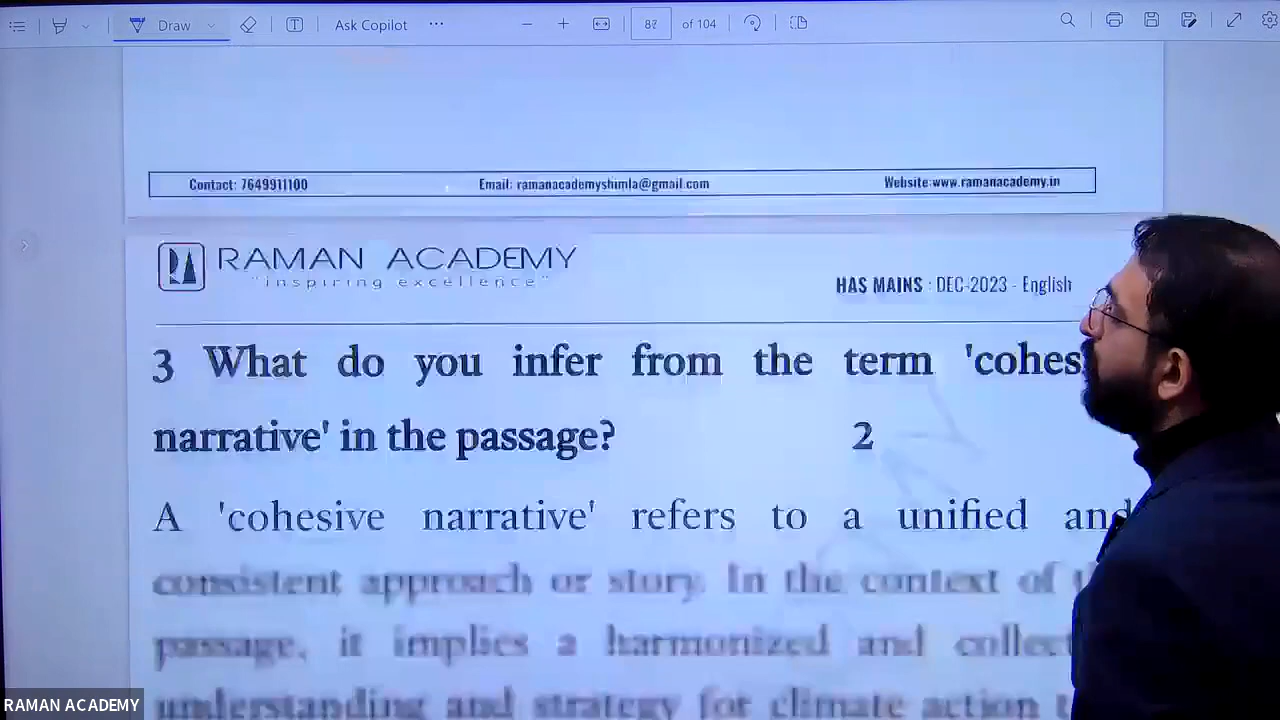 Draw
Ask Copilot
87 of 104
Contact: 7649911100 Email: ramanacademyshimla@gmail.com Website:www.ramanacademy.in
RAMAN ACADEMY
"inspiring excellence"
HAS MAINS : DEC-2023 - English
3 What do you infer from the term 'cohes
narrative' in the passage? 2
A 'cohesive narrative' refers to a unified and
consistent approach or story. In the context of
passage, it implies a harmonized and collect
understanding and strategy for climate action
RAMAN ACADEMY